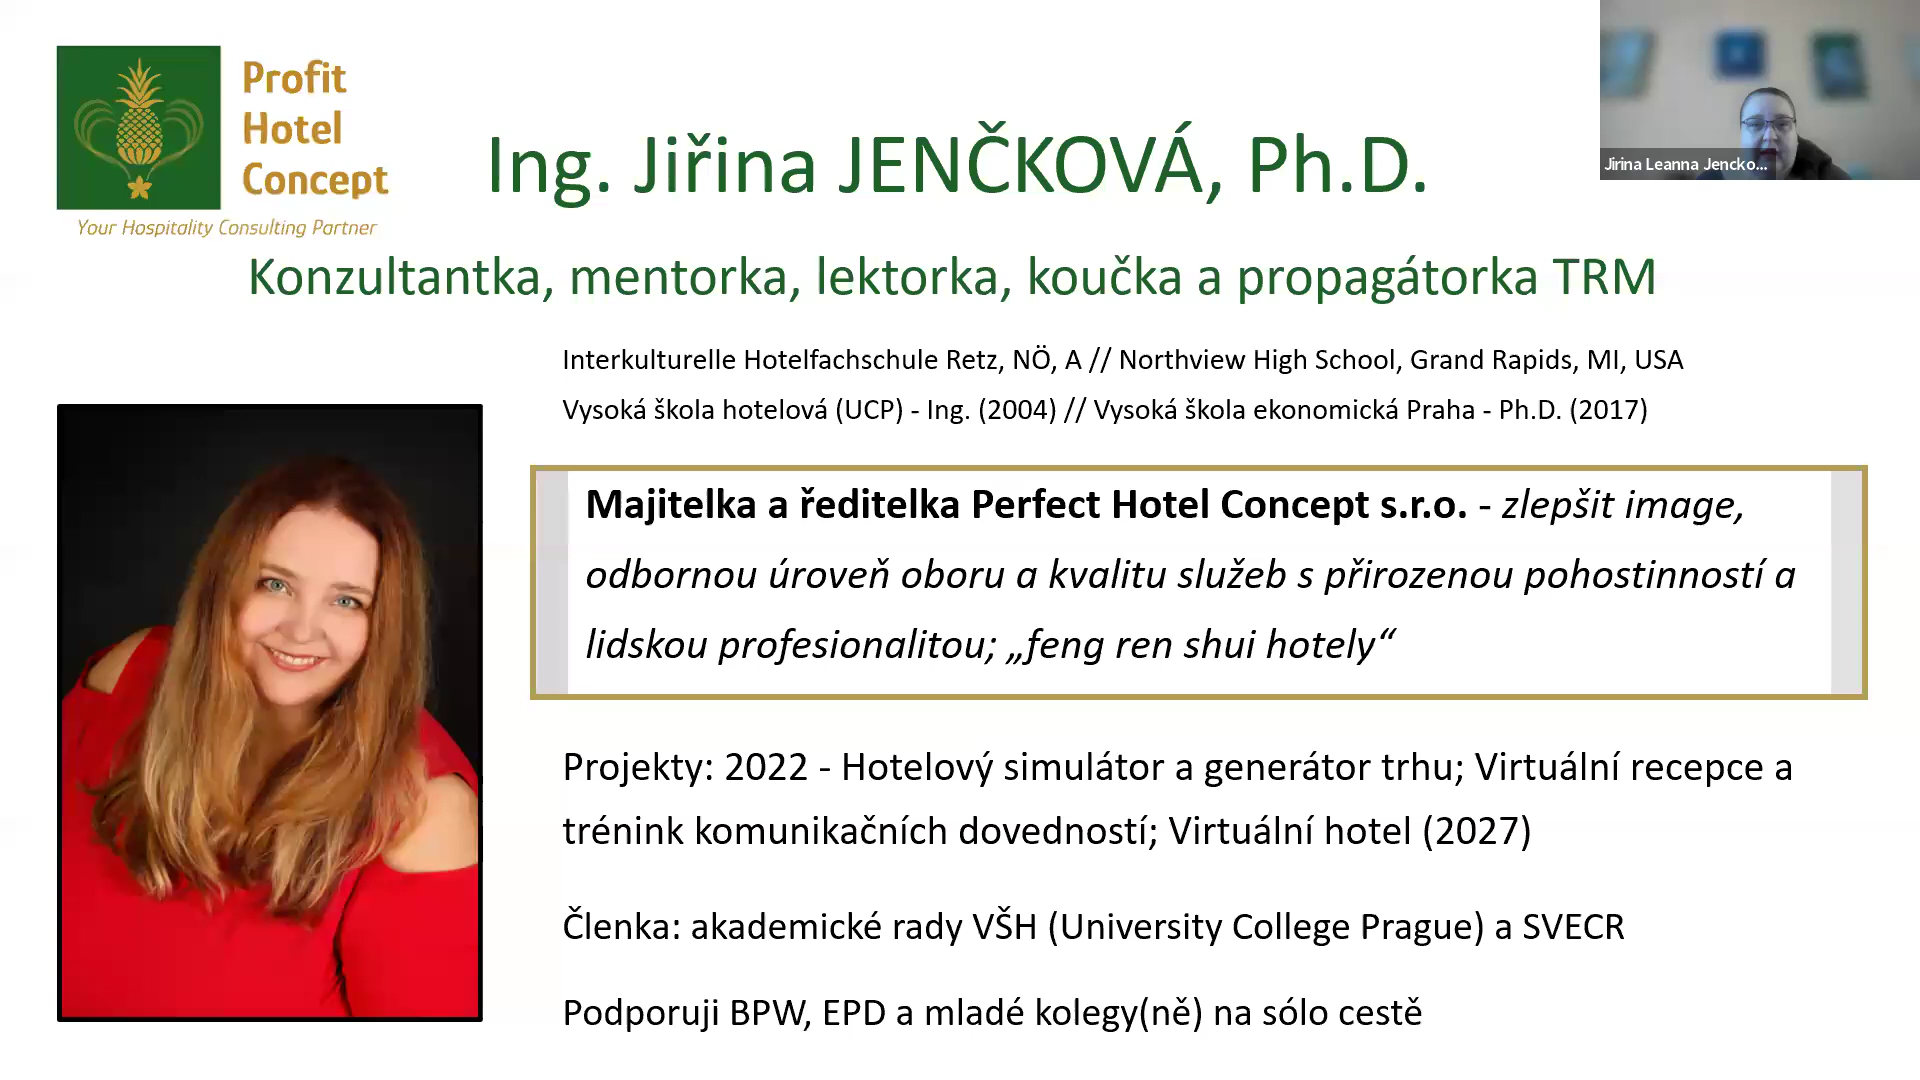 Profit
Hotel
Concept
Your Hospitality Consulting Partner
Ing. Jiřina JENČKOVÁ, Ph.D.
Jirina Leanna Jencko...
Konzultantka, mentorka, lektorka, koučka a propagátorka TRM
Interkulturelle Hotelfachschule Retz, NÖ, A // Northview High School, Grand Rapids, MI, USA
Vysoká škola hotelová (UCP) - Ing. (2004) // Vysoká škola ekonomická Praha - Ph.D. (2017)
Majitelka a ředitelka Perfect Hotel Concept s.r.o. - zlepšit image,
odbornou úroveň oboru a kvalitu služeb s přirozenou pohostinností a
lidskou profesionalitou; „feng ren shui hotely“
Projekty: 2022 - Hotelový simulátor a generátor trhu; Virtuální recepce a
trénink komunikačních dovedností; Virtuální hotel (2027)
Členka: akademické rady VŠH (University College Prague) a SVECR
Podporuji BPW, EPD a mladé kolegy(ně) na sólo cestě